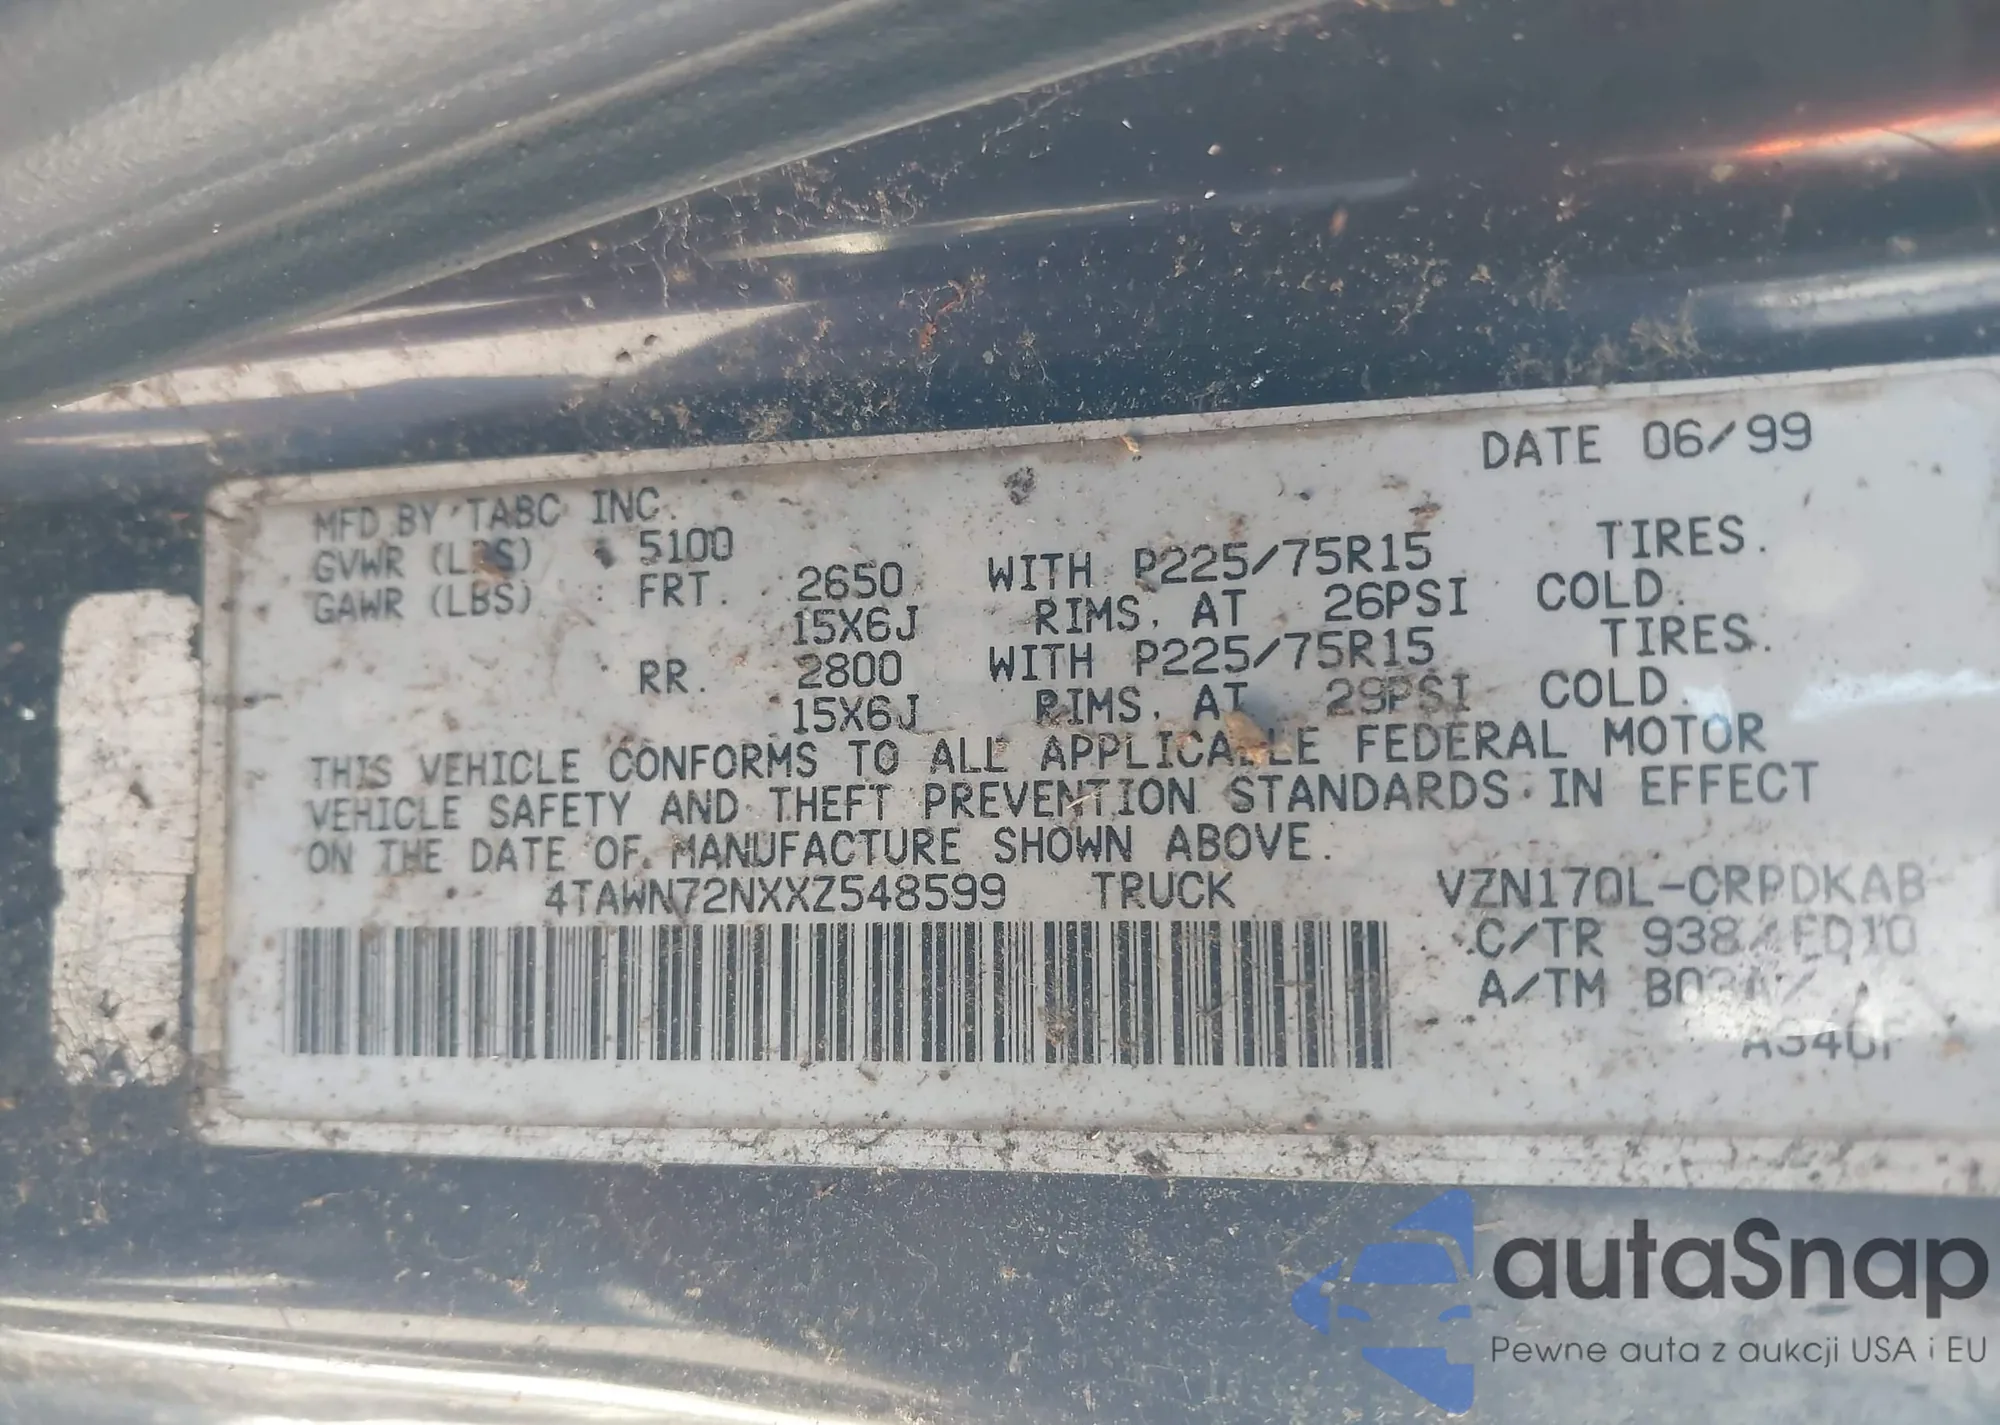 DATE 06/99
MFD.BY TABC INC.
GVWR (LBS) : 5100
GAWR (LBS) : FRT. 2650 WITH P225/75R15 TIRES.
15X6J RIMS, AT 26PSI COLD.
RR. 2800 WITH P225/75R15 TIRES.
15X6J RIMS, AT 29PSI COLD.
THIS VEHICLE CONFORMS TO ALL APPLICABLE FEDERAL MOTOR
VEHICLE SAFETY AND THEFT PREVENTION STANDARDS IN EFFECT
ON THE DATE OF MANUFACTURE SHOWN ABOVE.
4TAWN72NXXZ548599 TRUCK VZN170L-CRPDKAB
C/TR
A/TM
A340F
autaSnap
Pewne auta z aukcji USA i EU